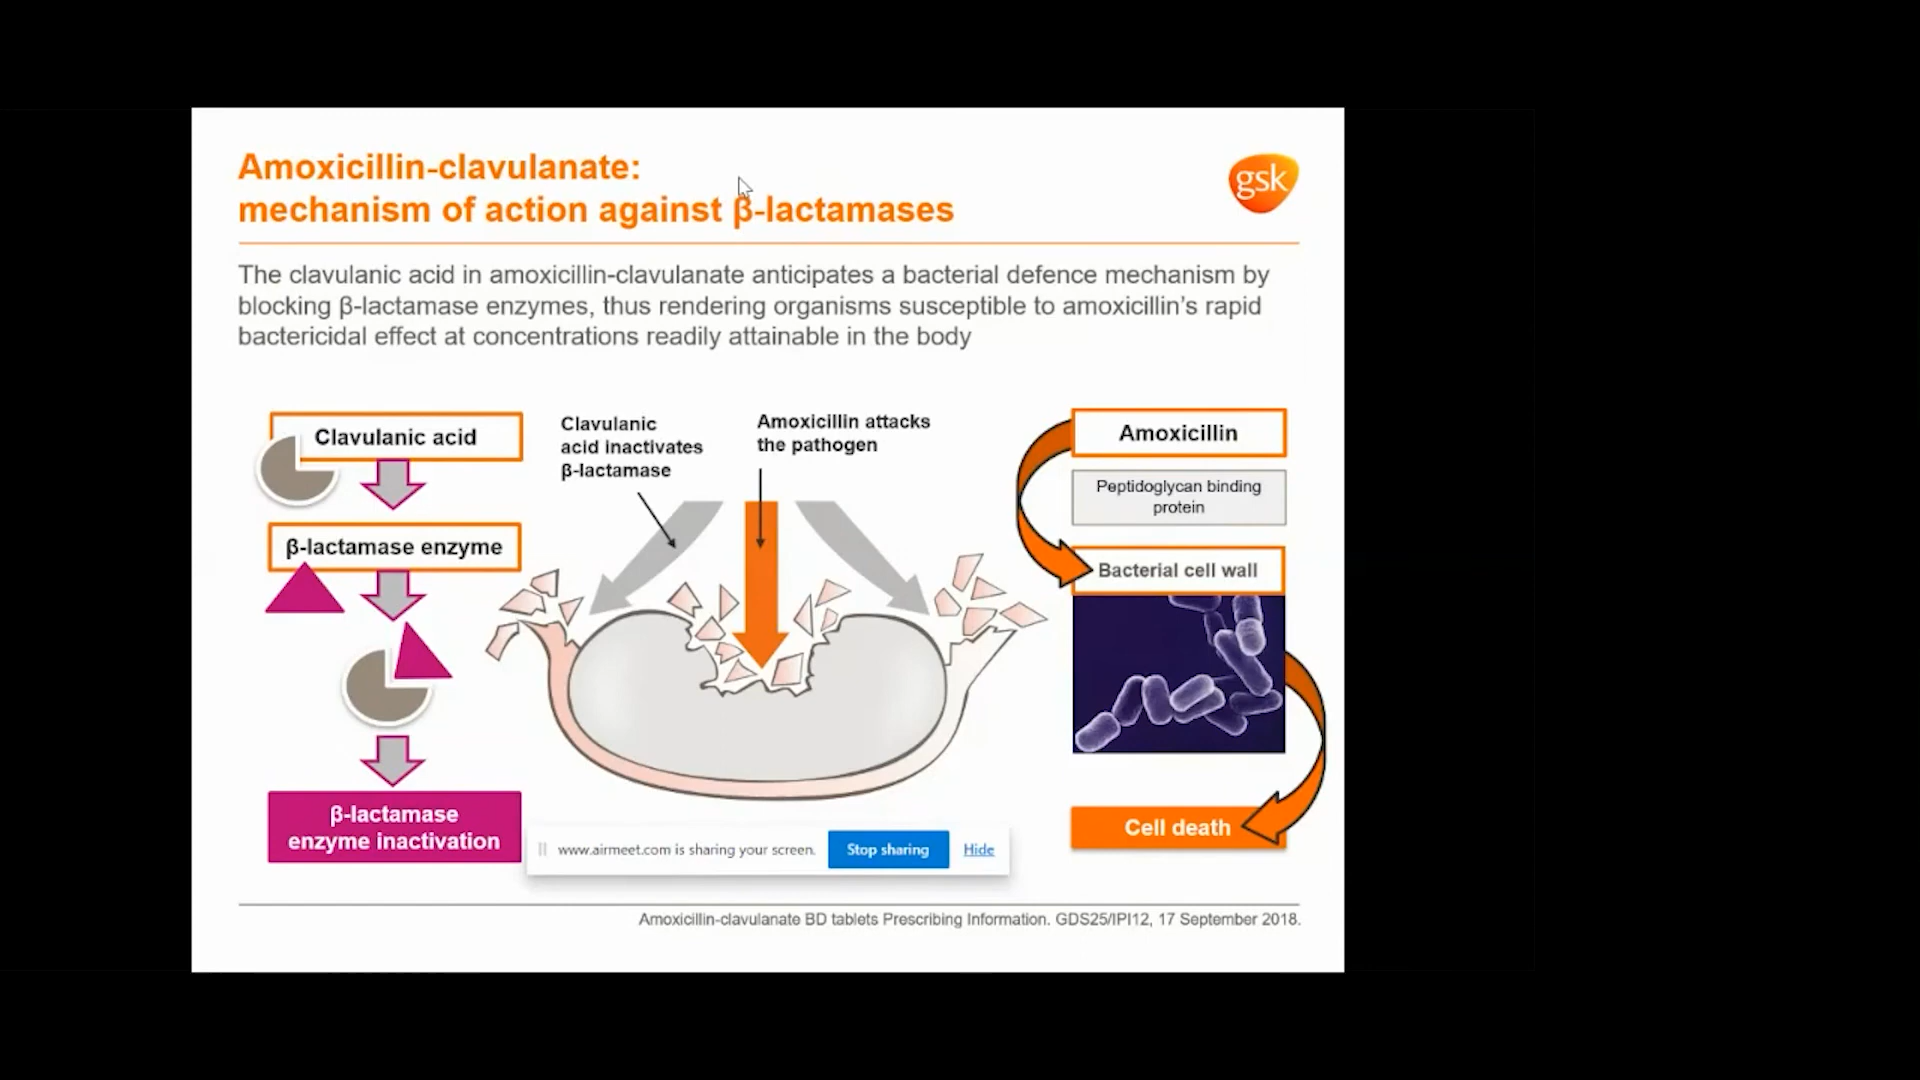 Amoxicillin-clavulanate:
mechanism of action against β-lactamases
gsk
The clavulanic acid in amoxicillin-clavulanate anticipates a bacterial defence mechanism by
blocking β-lactamase enzymes, thus rendering organisms susceptible to amoxicillin's rapid
bactericidal effect at concentrations readily attainable in the body
Clavulanic acid
β-lactamase enzyme
β-lactamase
enzyme inactivation
Clavulanic
acid inactivates
β-lactamase
Amoxicillin attacks
the pathogen
Amoxicillin
Peptidoglycan binding
protein
Bacterial cell wall
Cell death
www.airmeet.com is sharing your screen.
Stop sharing
Hide
Amoxicillin-clavulanate BD tablets Prescribing Information. GDS25/IPI12, 17 September 2018.